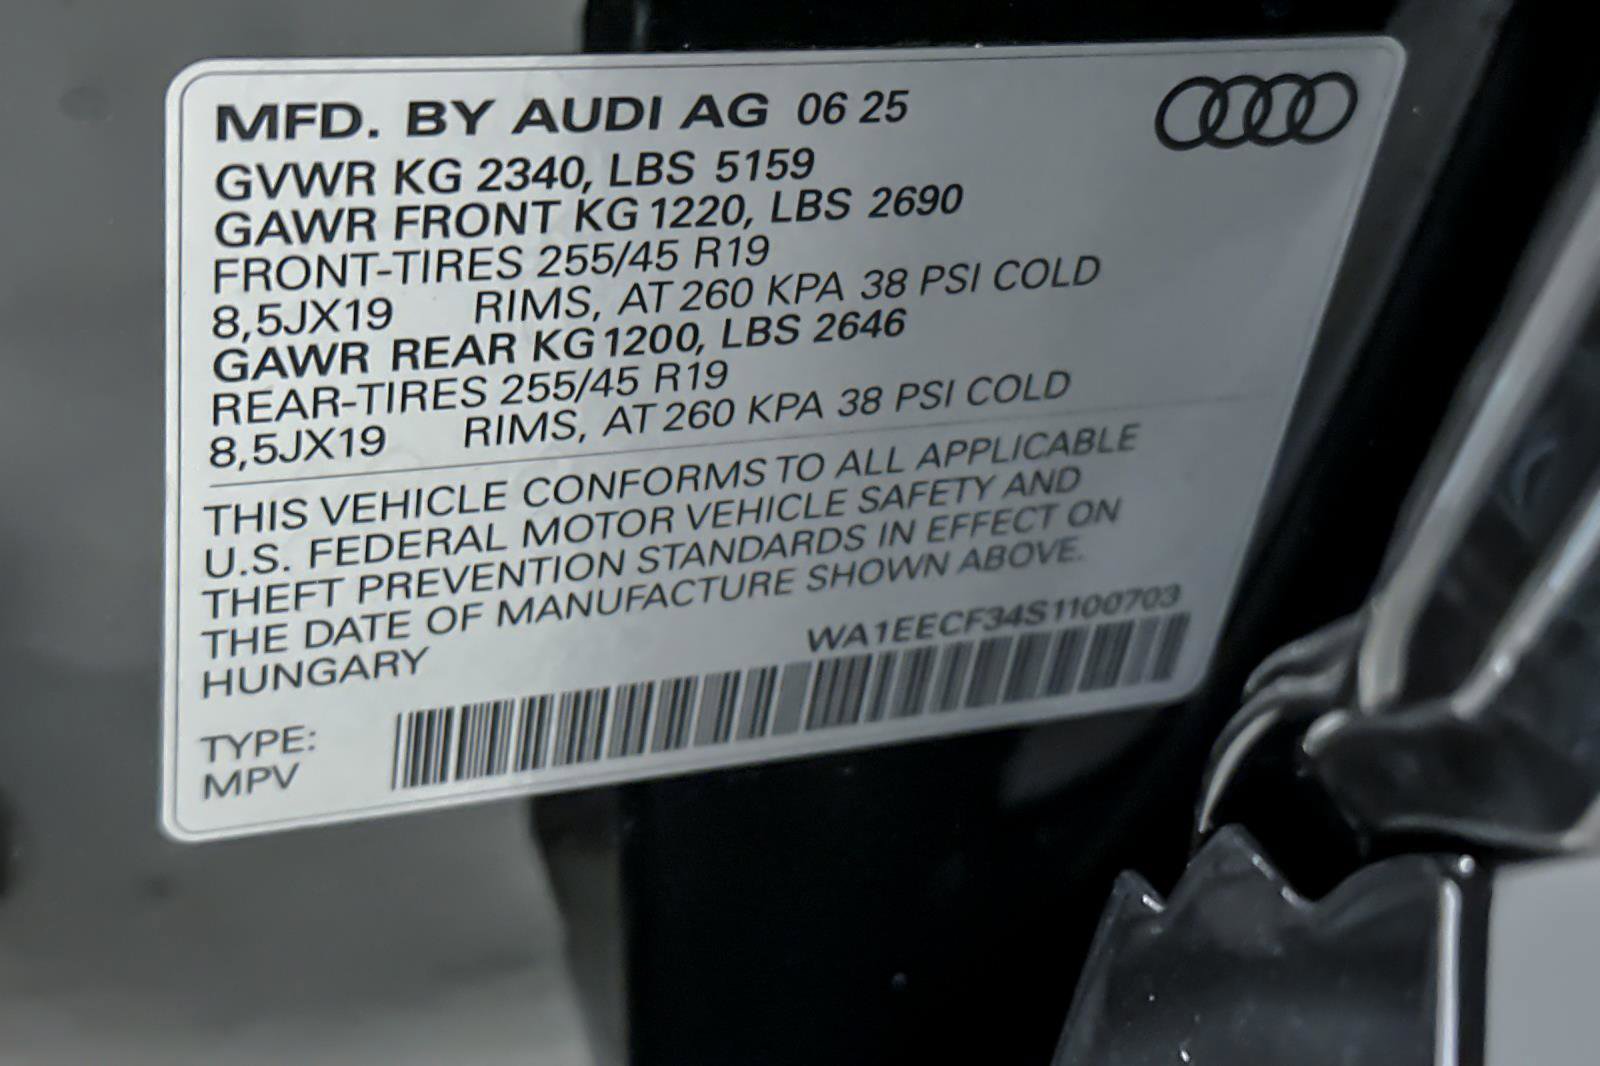 MFD. BY AUDI AG 06 25
GVWR KG 2340, LBS 5159
GAWR FRONT KG 1220, LBS 2690
FRONT-TIRES 255/45 R19
8,5JX19 RIMS, AT 260 KPA 38 PSI COLD
GAWR REAR KG 1200, LBS 2646
REAR-TIRES 255/45 R19
8,5JX19 RIMS, AT 260 KPA 38 PSI COLD
THIS VEHICLE CONFORMS TO ALL APPLICABLE
U.S. FEDERAL MOTOR VEHICLE SAFETY AND
THEFT PREVENTION STANDARDS IN EFFECT ON
THE DATE OF MANUFACTURE SHOWN ABOVE.
HUNGARY
WA1EECF34S1100703
TYPE:
MPV